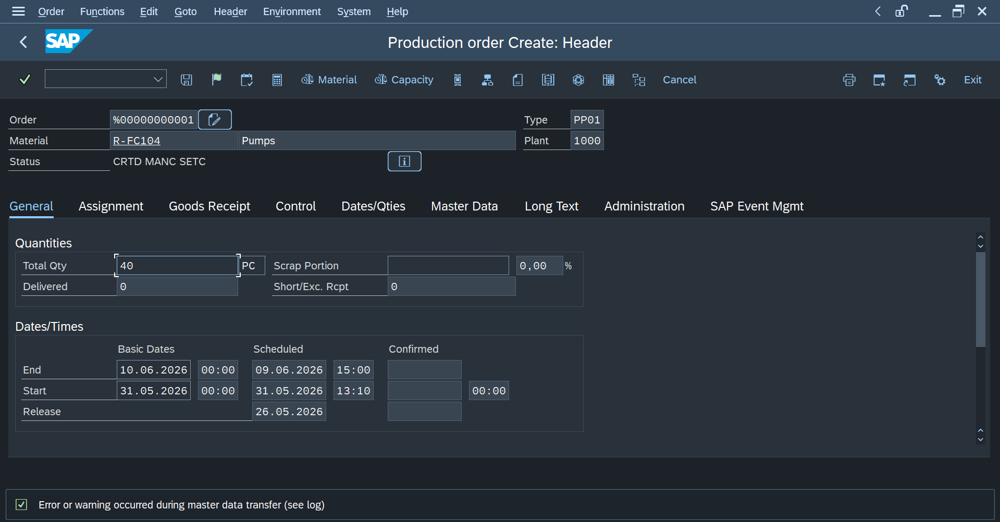 Order Functions Edit Goto Header Environment System Help
SAP Production order Create: Header
Material Capacity Cancel Exit
Order %00000000001 Type PP01
Material R-FC104 Pumps Plant 1000
Status CRTD MANC SETC
General Assignment Goods Receipt Control Dates/Qties Master Data Long Text Administration SAP Event Mgmt
Quantities
Total Qty 40 PC Scrap Portion 0,00 %
Delivered 0 Short/Exc. Rcpt 0
Dates/Times
Basic Dates Scheduled Confirmed
End 10.06.2026 00:00 09.06.2026 15:00
Start 31.05.2026 00:00 31.05.2026 13:10 00:00
Release 26.05.2026
Error or warning occurred during master data transfer (see log)